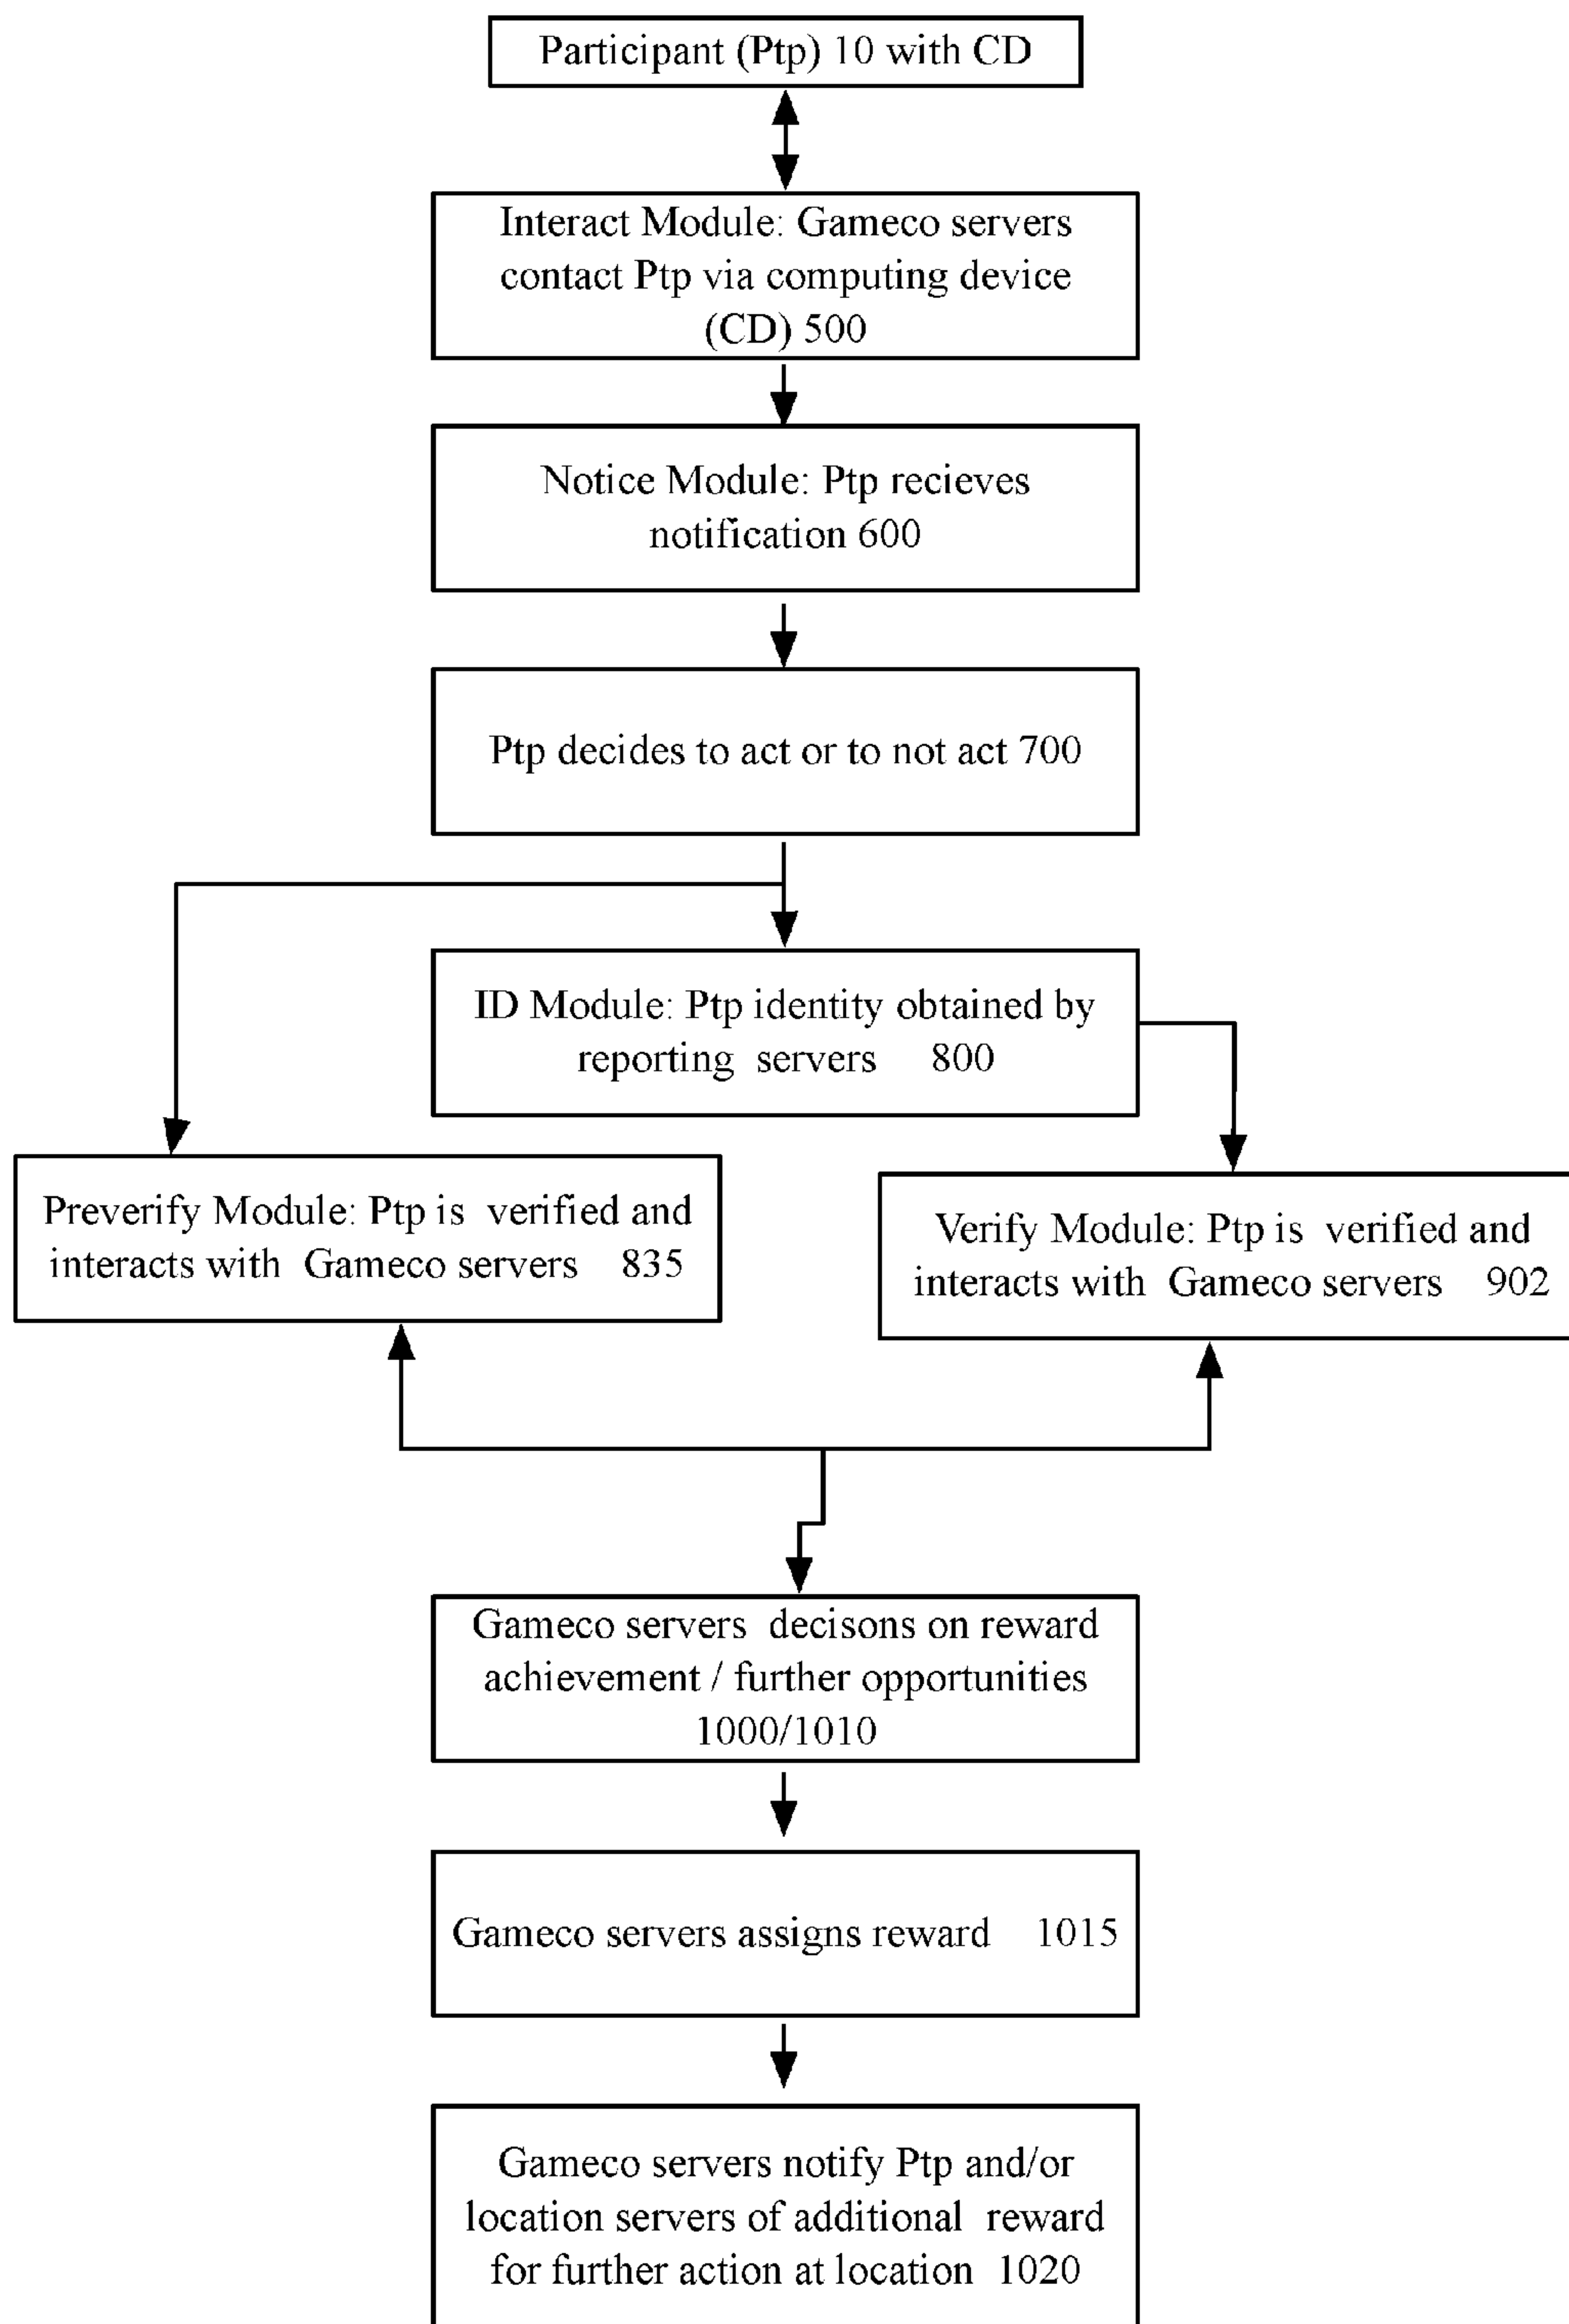 Participant (Ptp) 10 with CD
Interact Module: Gameco servers
contact Ptp via computing device
(CD) 500
Notice Module: Ptp recieves
notification 600
Ptp decides to act or to not act 700
ID Module: Ptp identity obtained by
reporting servers 800
Preverify Module: Ptp is verified and
interacts with Gameco servers 835
Verify Module: Ptp is verified and
interacts with Gameco servers 902
Gameco servers decisons on reward
achievement / further opportunities
1000/1010
Gameco servers assigns reward 1015
Gameco servers notify Ptp and/or
location servers of additional reward
for further action at location 1020